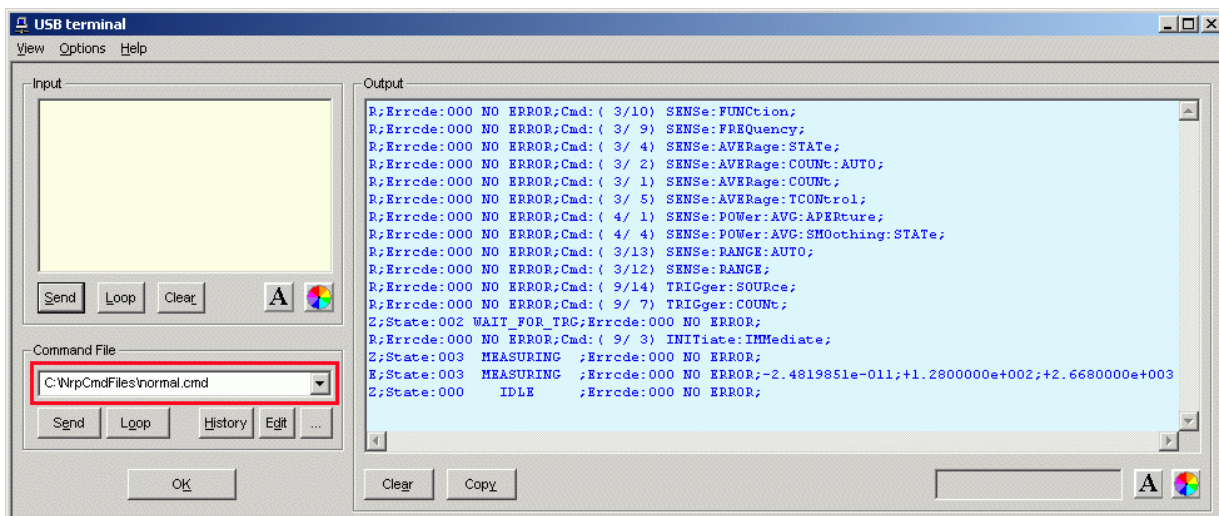 USB terminal
View Options Help
Input
Send Loop Clear A
Command File
C:\NrpCmdFiles\normal.cmd
Send Loop History Edit ...
OK
Output
R;Errcde:000 NO ERROR;Cmd:( 3/10) SENSe:FUNCtion;
R;Errcde:000 NO ERROR;Cmd:( 3/ 9) SENSe:FREQuency;
R;Errcde:000 NO ERROR;Cmd:( 3/ 4) SENSe:AVERage:STATe;
R;Errcde:000 NO ERROR;Cmd:( 3/ 2) SENSe:AVERage:COUNt:AUTO;
R;Errcde:000 NO ERROR;Cmd:( 3/ 1) SENSe:AVERage:COUNt;
R;Errcde:000 NO ERROR;Cmd:( 3/ 5) SENSe:AVERage:TCONtrol;
R;Errcde:000 NO ERROR;Cmd:( 4/ 1) SENSe:POWer:AVG:APERture;
R;Errcde:000 NO ERROR;Cmd:( 4/ 4) SENSe:POWer:AVG:SMOothing:STATe;
R;Errcde:000 NO ERROR;Cmd:( 3/13) SENSe:RANGE:AUTO;
R;Errcde:000 NO ERROR;Cmd:( 3/12) SENSe:RANGE;
R;Errcde:000 NO ERROR;Cmd:( 9/14) TRIGger:SOURce;
R;Errcde:000 NO ERROR;Cmd:( 9/ 7) TRIGger:COUNt;
Z;State:002 WAIT_FOR_TRG;Errcde:000 NO ERROR;
R;Errcde:000 NO ERROR;Cmd:( 9/ 3) INITiate:IMMediate;
Z;State:003 MEASURING ;Errcde:000 NO ERROR;
E;State:003 MEASURING ;Errcde:000 NO ERROR;-2.4819851e-011;+1.2800000e+002;+2.6680000e+003
Z;State:000 IDLE ;Errcde:000 NO ERROR;
Clear Copy A